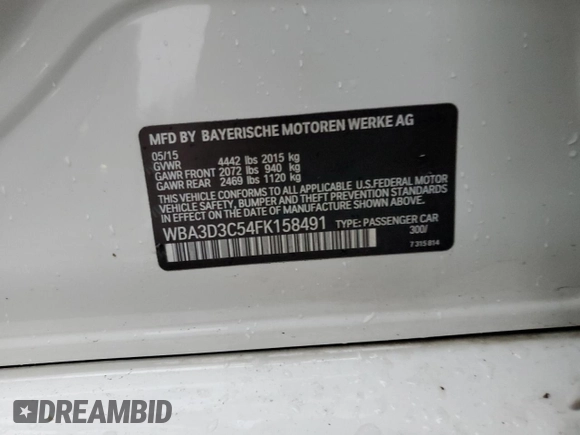 MFD BY BAYERISCHE MOTOREN WERKE AG
05/15
GVWR 4442 lbs 2015 kg
GAWR FRONT 2072 lbs 940 kg
GAWR REAR 2469 lbs 1120 kg
THIS VEHICLE CONFORMS TO ALL APPLICABLE U.S.FEDERAL MOTOR
VEHICLE SAFETY, BUMPER, AND THEFT PREVENTION STANDARDS
IN EFFECT ON THE DATE OF MANUFACTURE SHOWN ABOVE.
WBA3D3C54FK158491 TYPE: PASSENGER CAR
300/
7 315 814
DREAMBID